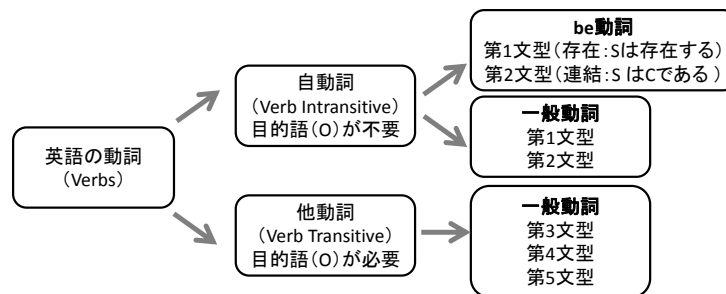 英語の動詞
(Verbs)
自動詞
(Verb Intransitive)
目的語(O)が不要
be動詞
第1文型(存在:Sは存在する)
第2文型(連結:S はCである )
一般動詞
第1文型
第2文型
他動詞
(Verb Transitive)
目的語(O)が必要
一般動詞
第3文型
第4文型
第5文型